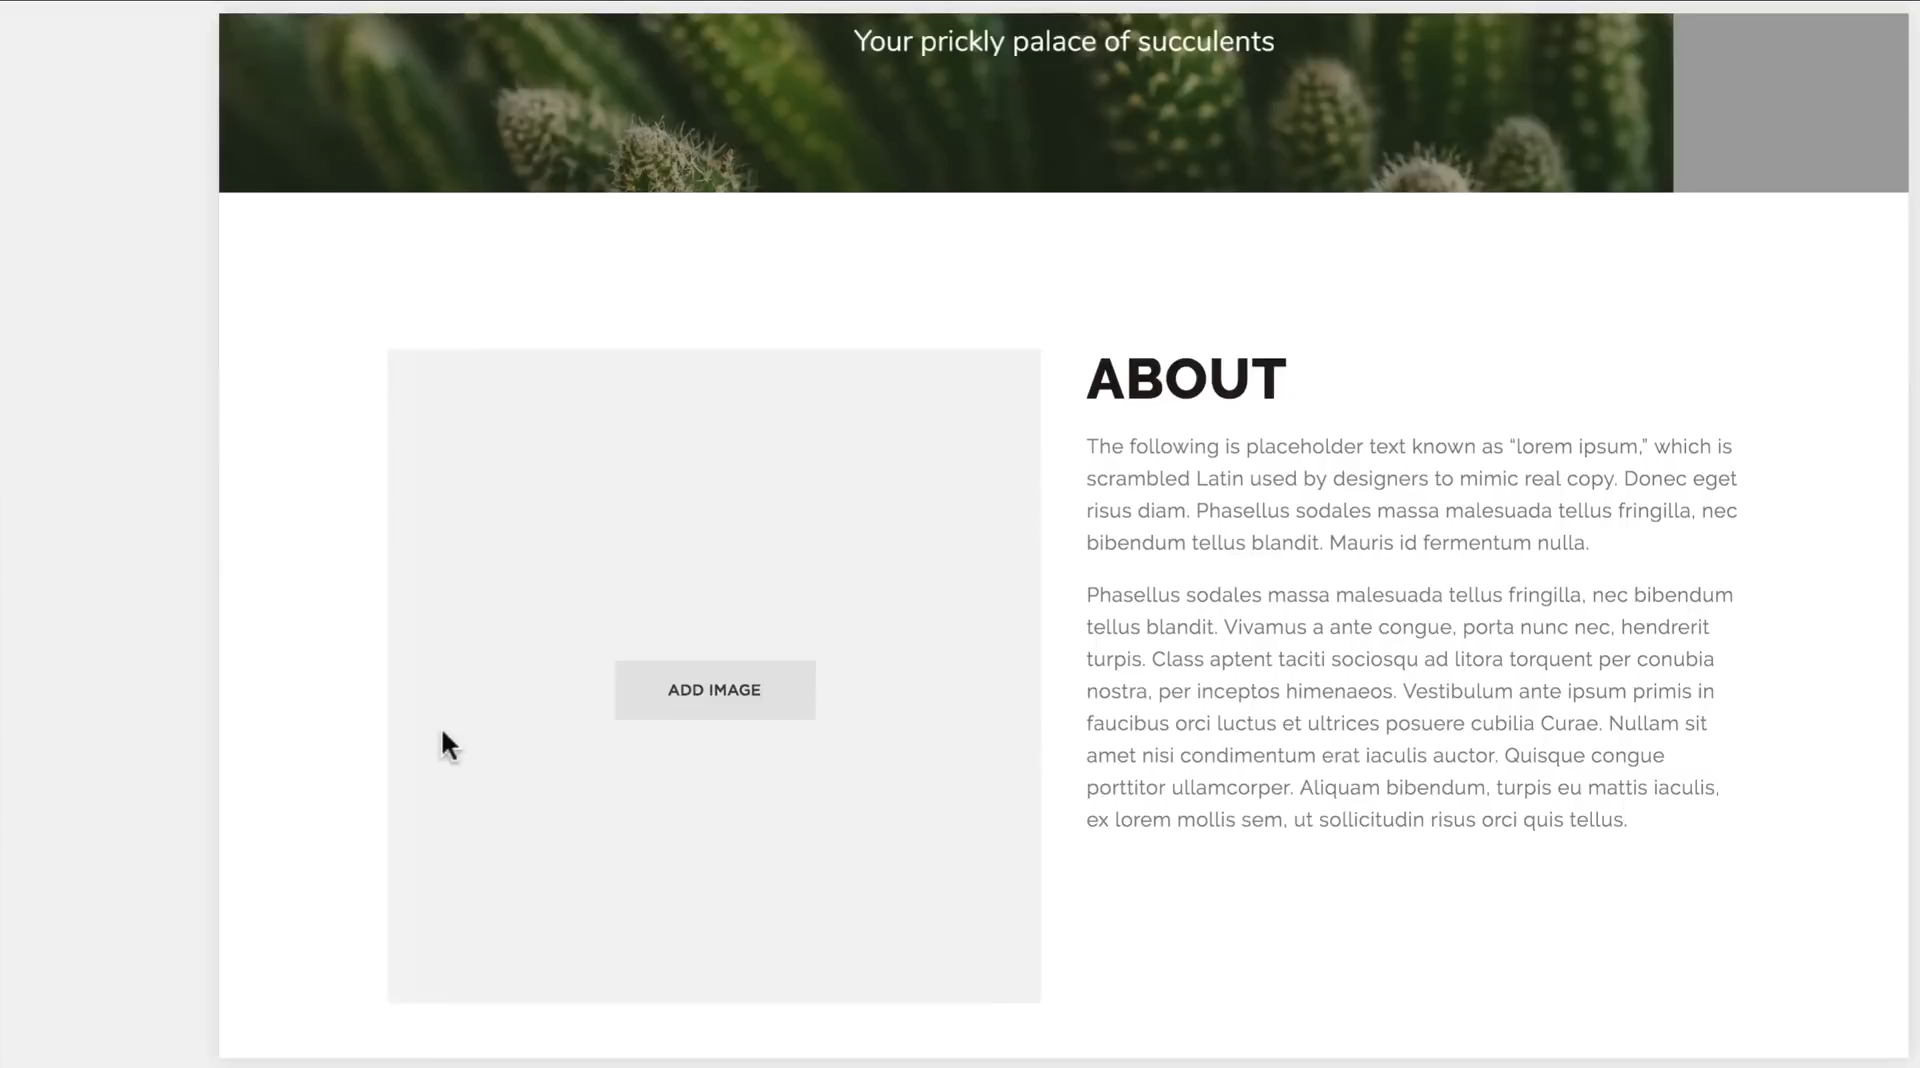 Your prickly palace of succulents
ABOUT
The following is placeholder text known as “lorem ipsum,” which is
scrambled Latin used by designers to mimic real copy. Donec eget
risus diam. Phasellus sodales massa malesuada tellus fringilla, nec
bibendum tellus blandit. Mauris id fermentum nulla.
Phasellus sodales massa malesuada tellus fringilla, nec bibendum
tellus blandit. Vivamus a ante congue, porta nunc nec, hendrerit
turpis. Class aptent taciti sociosqu ad litora torquent per conubia
nostra, per inceptos himenaeos. Vestibulum ante ipsum primis in
faucibus orci luctus et ultrices posuere cubilia Curae. Nullam sit
amet nisi condimentum erat iaculis auctor. Quisque congue
porttitor ullamcorper. Aliquam bibendum, turpis eu mattis iaculis,
ex lorem mollis sem, ut sollicitudin risus orci quis tellus.
ADD IMAGE